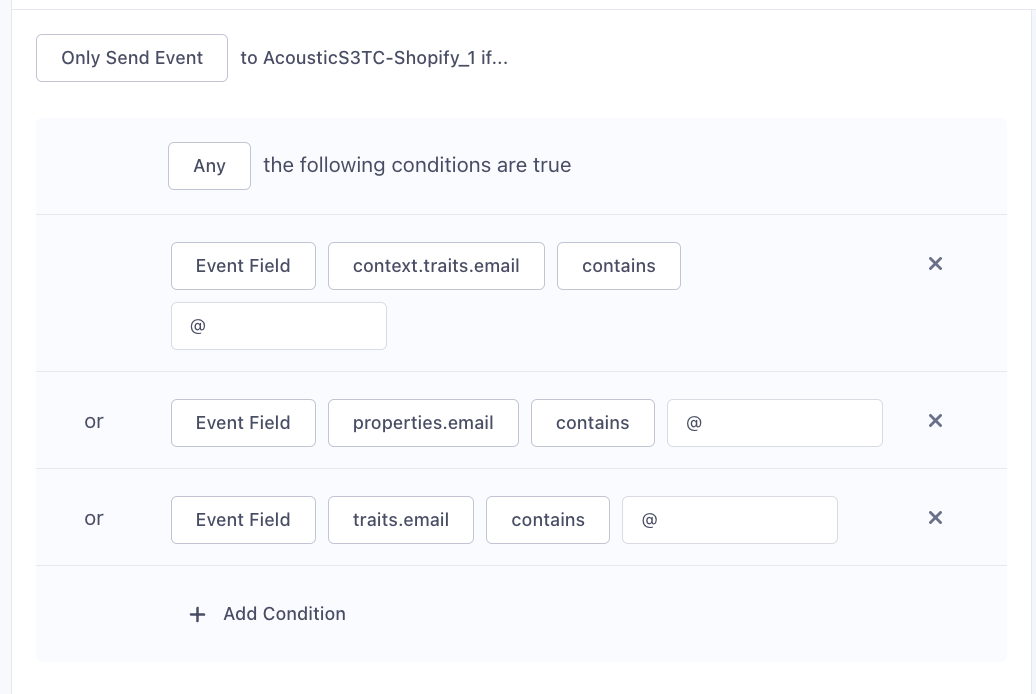 Only Send Event to AcousticS3TC-Shopify_1 if...
Any the following conditions are true
Event Field context.traits.email contains
@
or Event Field properties.email contains @
or Event Field traits.email contains @
+ Add Condition